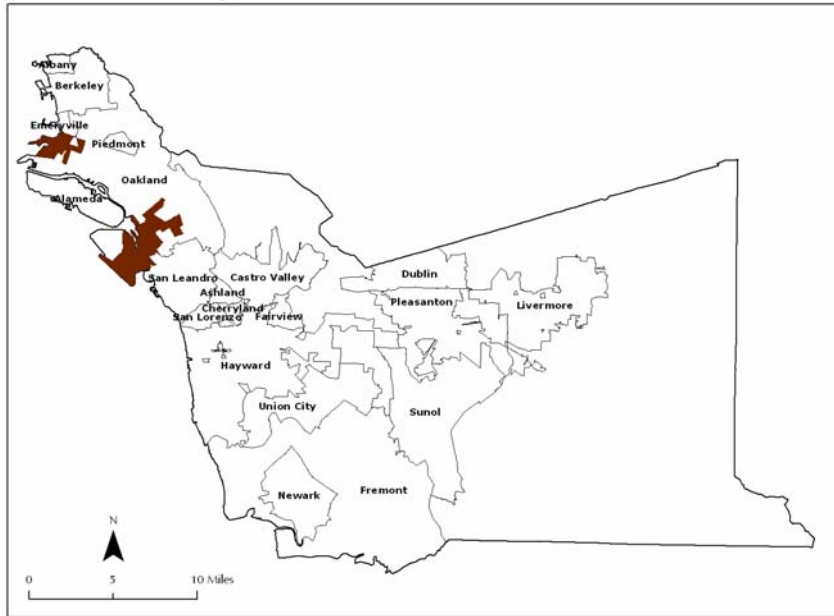 Albany
Berkeley
Emeryville
Piedmont
Oakland
Alameda
San Leandro
Castro Valley
Dublin
Ashland
Pleasanton
Livermore
Cherryland
San Lorenzo
Fairview
Hayward
Union City
Sunol
Newark
Fremont
N
0 5 10 Miles